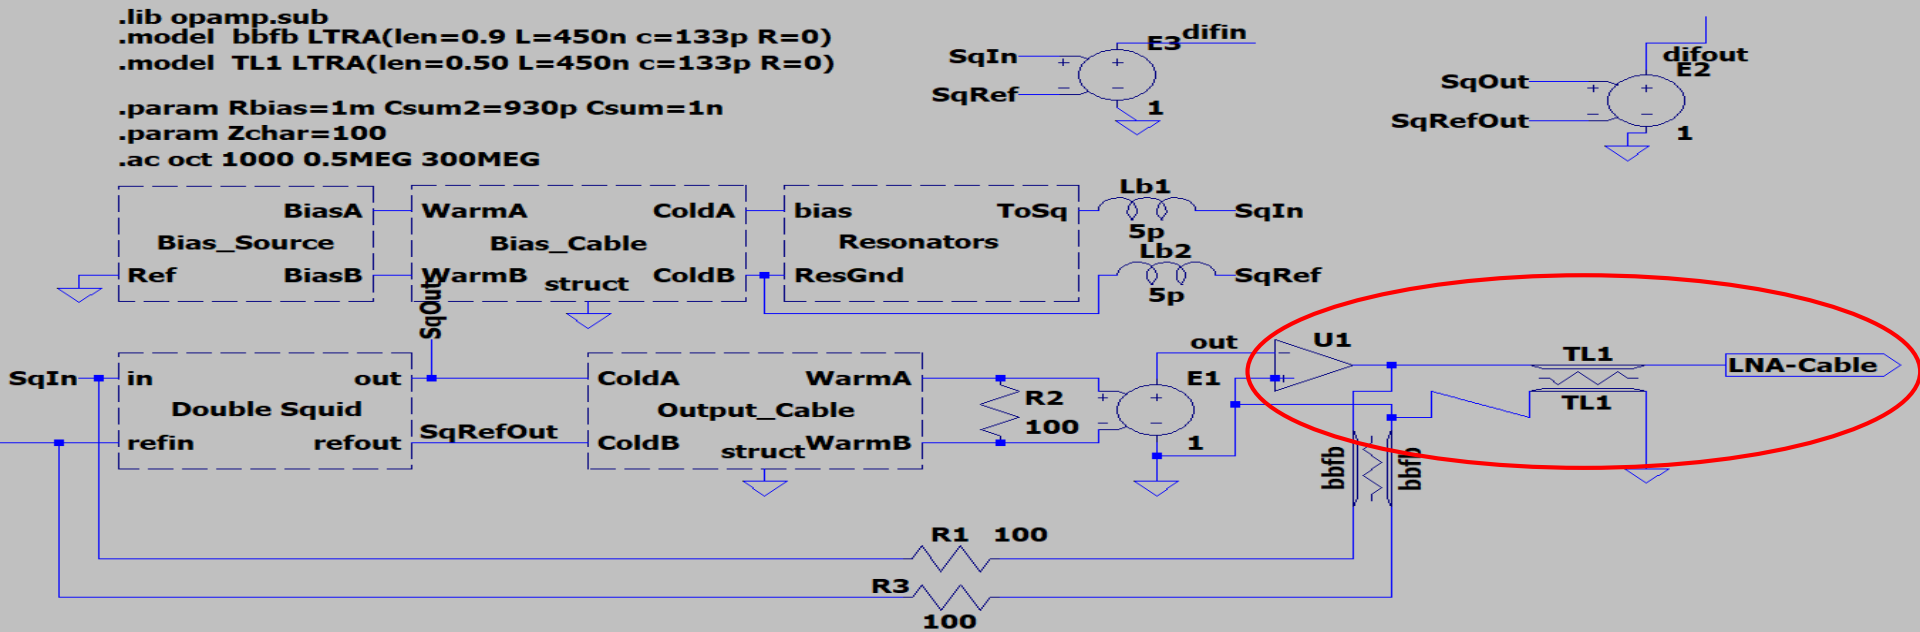 .lib opamp.sub
.model  bbfb LTRA(len=0.9 L=450n c=133p R=0)
.model  TL1 LTRA(len=0.50 L=450n c=133p R=0)
.param Rbias=1m Csum2=930p Csum=1n
.param Zchar=100
.ac oct 1000 0.5MEG 300MEG
difin
E3
SqIn
SqRef
1
difout
E2
SqOut
SqRefOut
1
BiasA
Bias_Source
Ref
BiasB
WarmA
ColdA
Bias_Cable
WarmB
ColdB
struct
bias
ToSq
Resonators
ResGnd
Lb1
5p
SqIn
Lb2
5p
SqRef
SqOut
SqIn
in
out
Double Squid
refin
refout
SqRefOut
ColdA
WarmA
Output_Cable
ColdB
WarmB
struct
R2
100
out
E1
1
U1
TL1
TL1
LNA-Cable
bbfb
bbfb
R1 100
R3
100